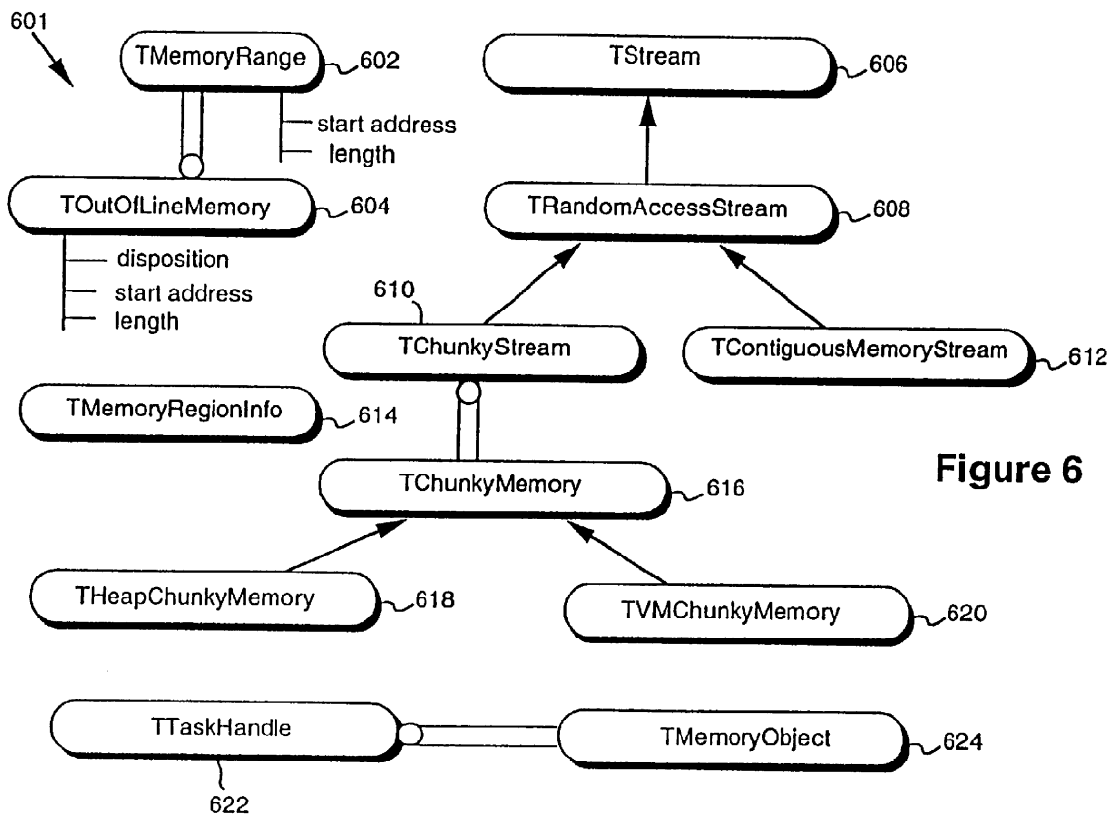 601
TMemoryRange
602
TStream
606
start address
length
TOutOfLineMemory
604
TRandomAccessStream
608
disposition
start address
length
610
TChunkyStream
TContiguousMemoryStream
612
TMemoryRegionInfo
614
Figure 6
TChunkyMemory
616
THeapChunkyMemory
618
TVMChunkyMemory
620
TTaskHandle
622
TMemoryObject
624